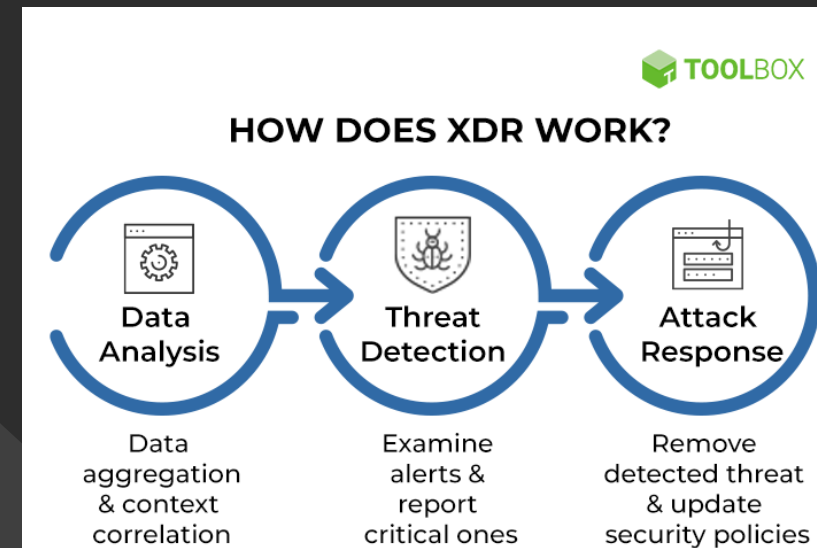 TOOLBOX
HOW DOES XDR WORK?
Data
Analysis
Threat
Detection
Attack
Response
Data
aggregation
& context
correlation
Examine
alerts &
report
critical ones
Remove
detected threat
& update
security policies